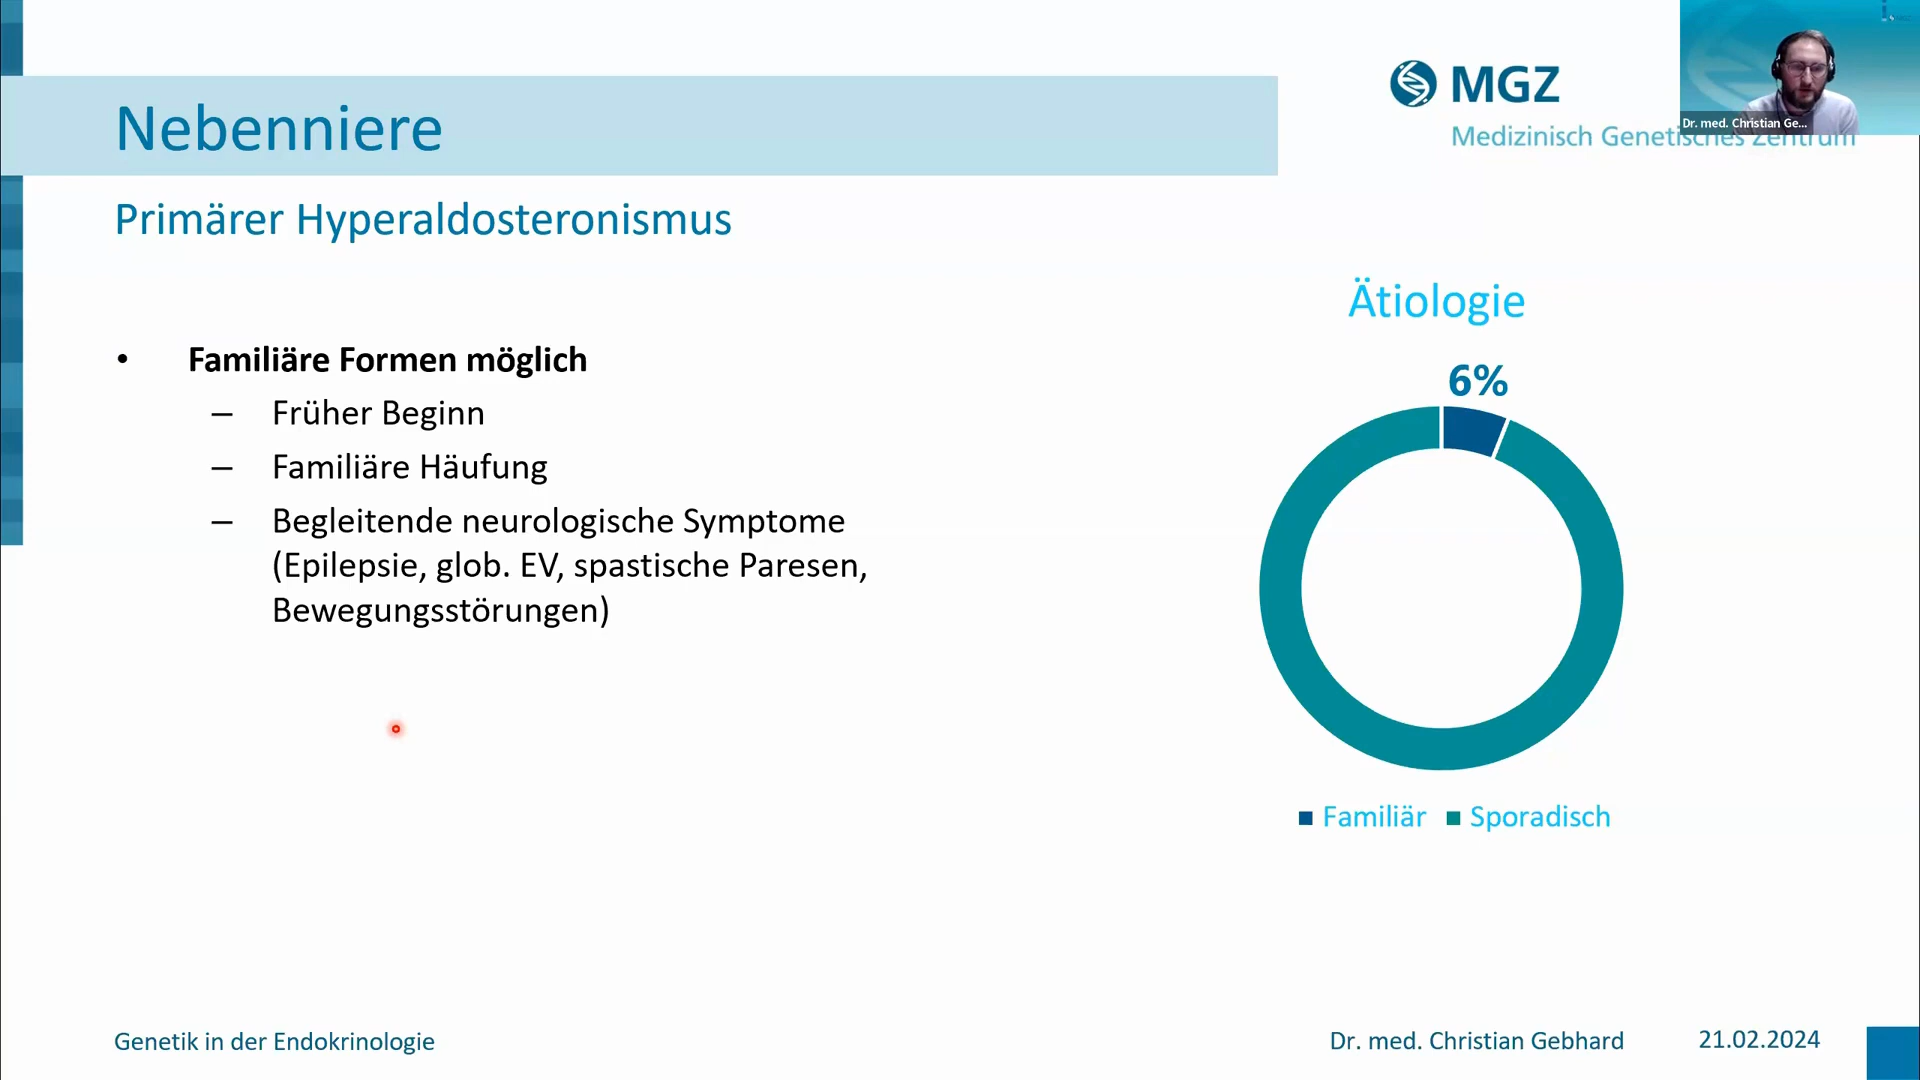 Nebenniere
MGZ
Medizinisch Genetisches Zentrum
Dr. med. Christian Ge...
Primärer Hyperaldosteronismus
• Familiäre Formen möglich
– Früher Beginn
– Familiäre Häufung
– Begleitende neurologische Symptome
(Epilepsie, glob. EV, spastische Paresen,
Bewegungsstörungen)
Ätiologie
6%
Familiär Sporadisch
Genetik in der Endokrinologie
Dr. med. Christian Gebhard
21.02.2024